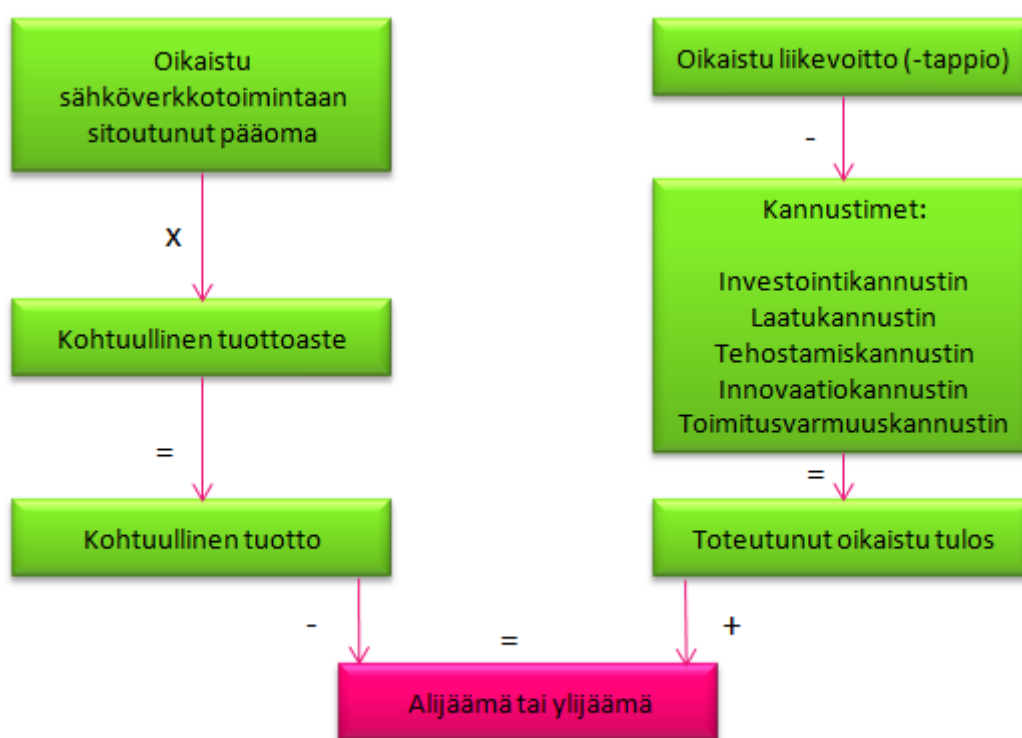 Oikaistu
sähköverkkotoimintaan
sitoutunut pääoma
x
Kohtuullinen tuottoaste
=
Kohtuullinen tuotto
-
Oikaistu liikevoitto (-tappio)
-
Kannustimet:
Investointikannustin
Laatukannustin
Tehostamiskannustin
Innovaatiokannustin
Toimitusvarmuuskannustin
=
Toteutunut oikaistu tulos
+
=
Alijäämä tai ylijäämä